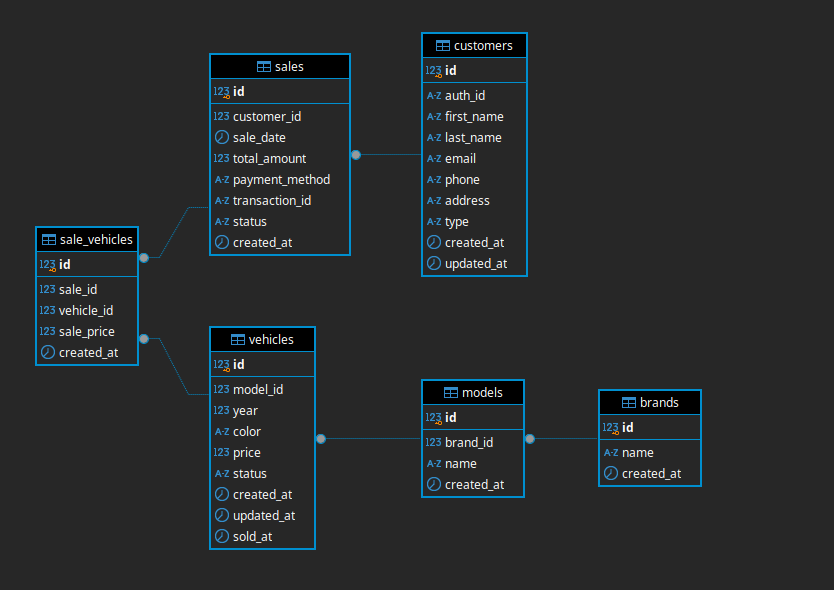 sales
123 id
123 customer_id
sale_date
123 total_amount
A-Z payment_method
A-Z transaction_id
A-Z status
created_at
customers
123 id
A-Z auth_id
A-Z first_name
A-Z last_name
A-Z email
A-Z phone
A-Z address
A-Z type
created_at
updated_at
sale_vehicles
123 id
123 sale_id
123 vehicle_id
123 sale_price
created_at
vehicles
123 id
123 model_id
123 year
A-Z color
123 price
A-Z status
created_at
updated_at
sold_at
models
123 id
123 brand_id
A-Z name
created_at
brands
123 id
A-Z name
created_at